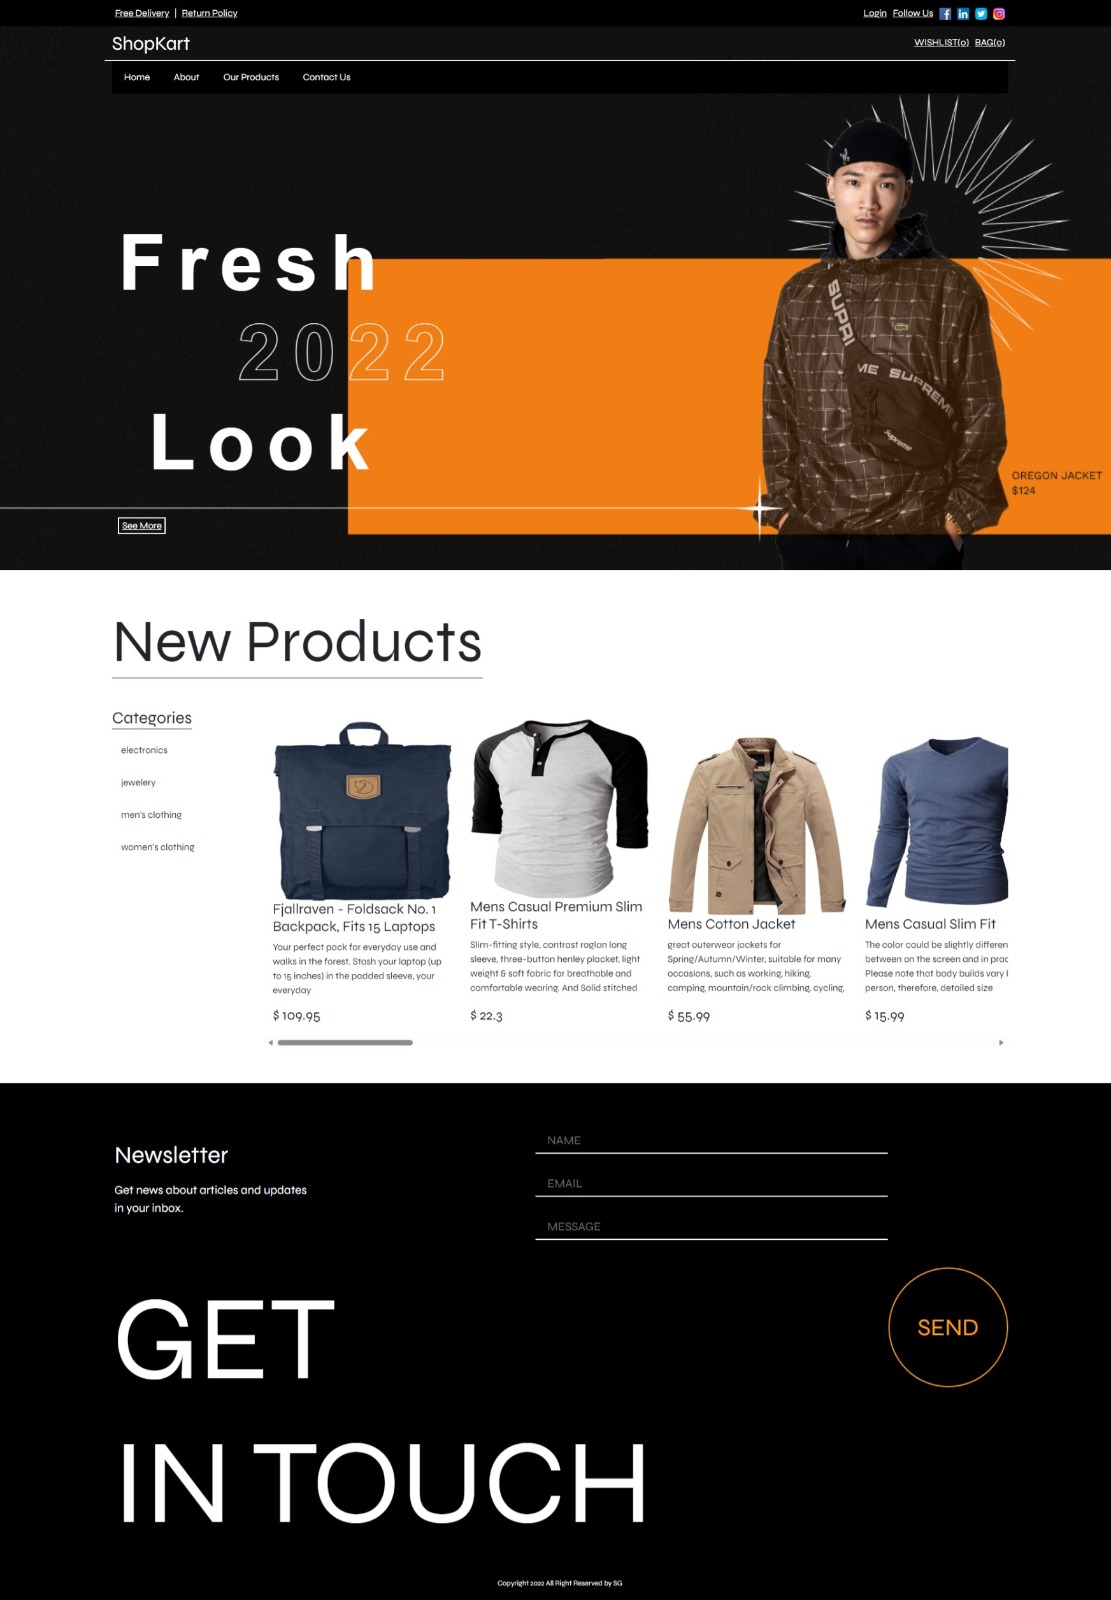 Free Delivery | Return Policy
Login Follow Us
ShopKart
WISHLIST(0) BAG(0)
Home About Our Products Contact Us
Fresh
2022
Look
SUPRI
ME SUPREME
Supreme
OREGON JACKET
$124
See More
New Products
Categories
electronics
jewelery
men's clothing
women's clothing
Fjallraven - Foldsack No. 1
Backpack, Fits 15 Laptops
Your perfect pack for everyday use and
walks in the forest. Stash your laptop (up
to 15 inches) in the padded sleeve, your
everyday
$ 109.95
Mens Casual Premium Slim
Fit T-Shirts
Slim-fitting style, contrast raglan long
sleeve, three-button henley placket, light
weight & soft fabric for breathable and
comfortable wearing. And Solid stitched
$ 22.3
Mens Cotton Jacket
great outerwear jackets for
Spring/Autumn/Winter, suitable for many
occasions, such as working, hiking,
camping, mountain/rock climbing, cycling,
$ 55.99
Mens Casual Slim Fit
The color could be slightly differen
between on the screen and in prac
Please note that body builds vary
person, therefore, detailed size
$ 15.99
Newsletter
Get news about articles and updates
in your inbox.
NAME
EMAIL
MESSAGE
SEND
GET
IN TOUCH
Copyright 2022 All Right Reserved by SG